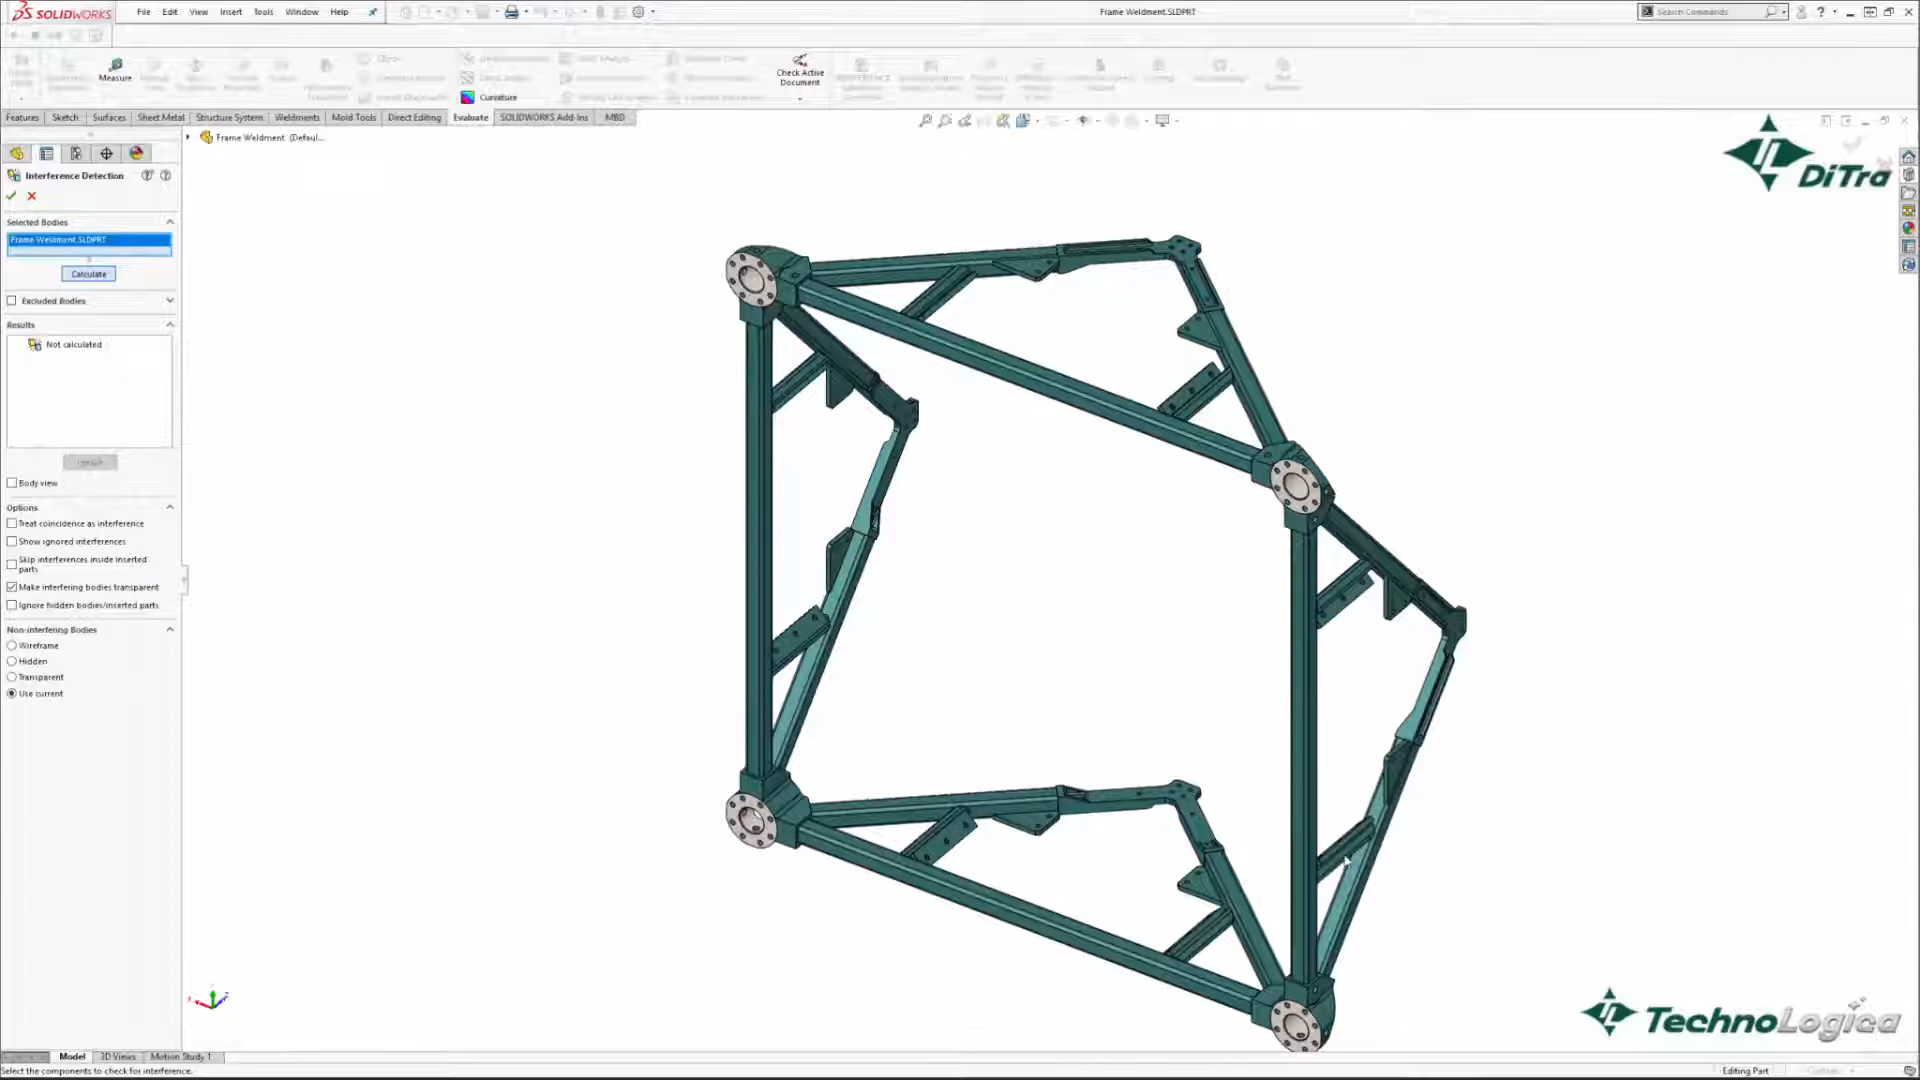 SOLIDWORKS
File Edit View Insert Tools Window Help
Frame Weldment.SLDPRT
Search Commands
Measure
Curvature
Check Active
Document
Features Sketch Surfaces Sheet Metal Structure System Weldments Mold Tools Direct Editing Evaluate SOLIDWORKS Add-Ins MBD
Frame Weldment (Defaul...
DiTra
Interference Detection
Selected Bodies
Frame Weldment.SLDPRT
Calculate
Excluded Bodies
Results
Not calculated
Body view
Options
Treat coincidence as interference
Show ignored interferences
Skip interferences inside inserted
parts
Make interfering bodies transparent
Ignore hidden bodies/inserted parts
Non-interfering Bodies
Wireframe
Hidden
Transparent
Use current
TechnoLogica
Model 3D Views Motion Study 1
Select the components to check for interference.
Editing Part